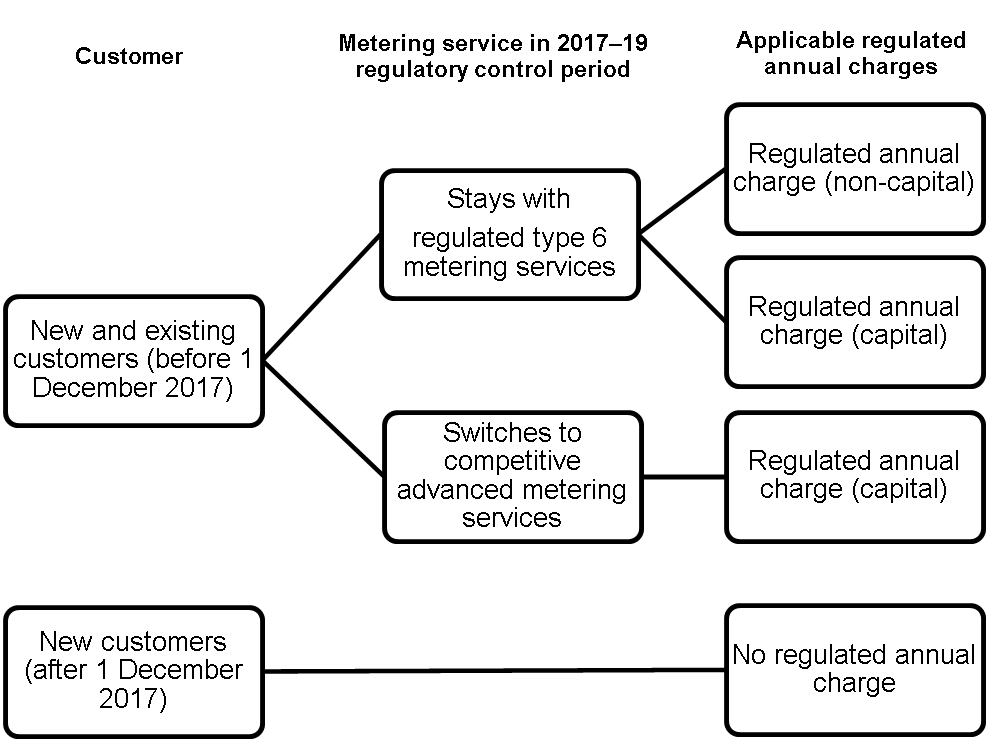 Customer
Metering service in 2017–19
regulatory control period
Applicable regulated
annual charges
New and existing
customers (before 1
December 2017)
Stays with
regulated type 6
metering services
Regulated annual
charge (non-capital)
Regulated annual
charge (capital)
Switches to
competitive
advanced metering
services
Regulated annual
charge (capital)
New customers
(after 1 December
2017)
No regulated annual
charge